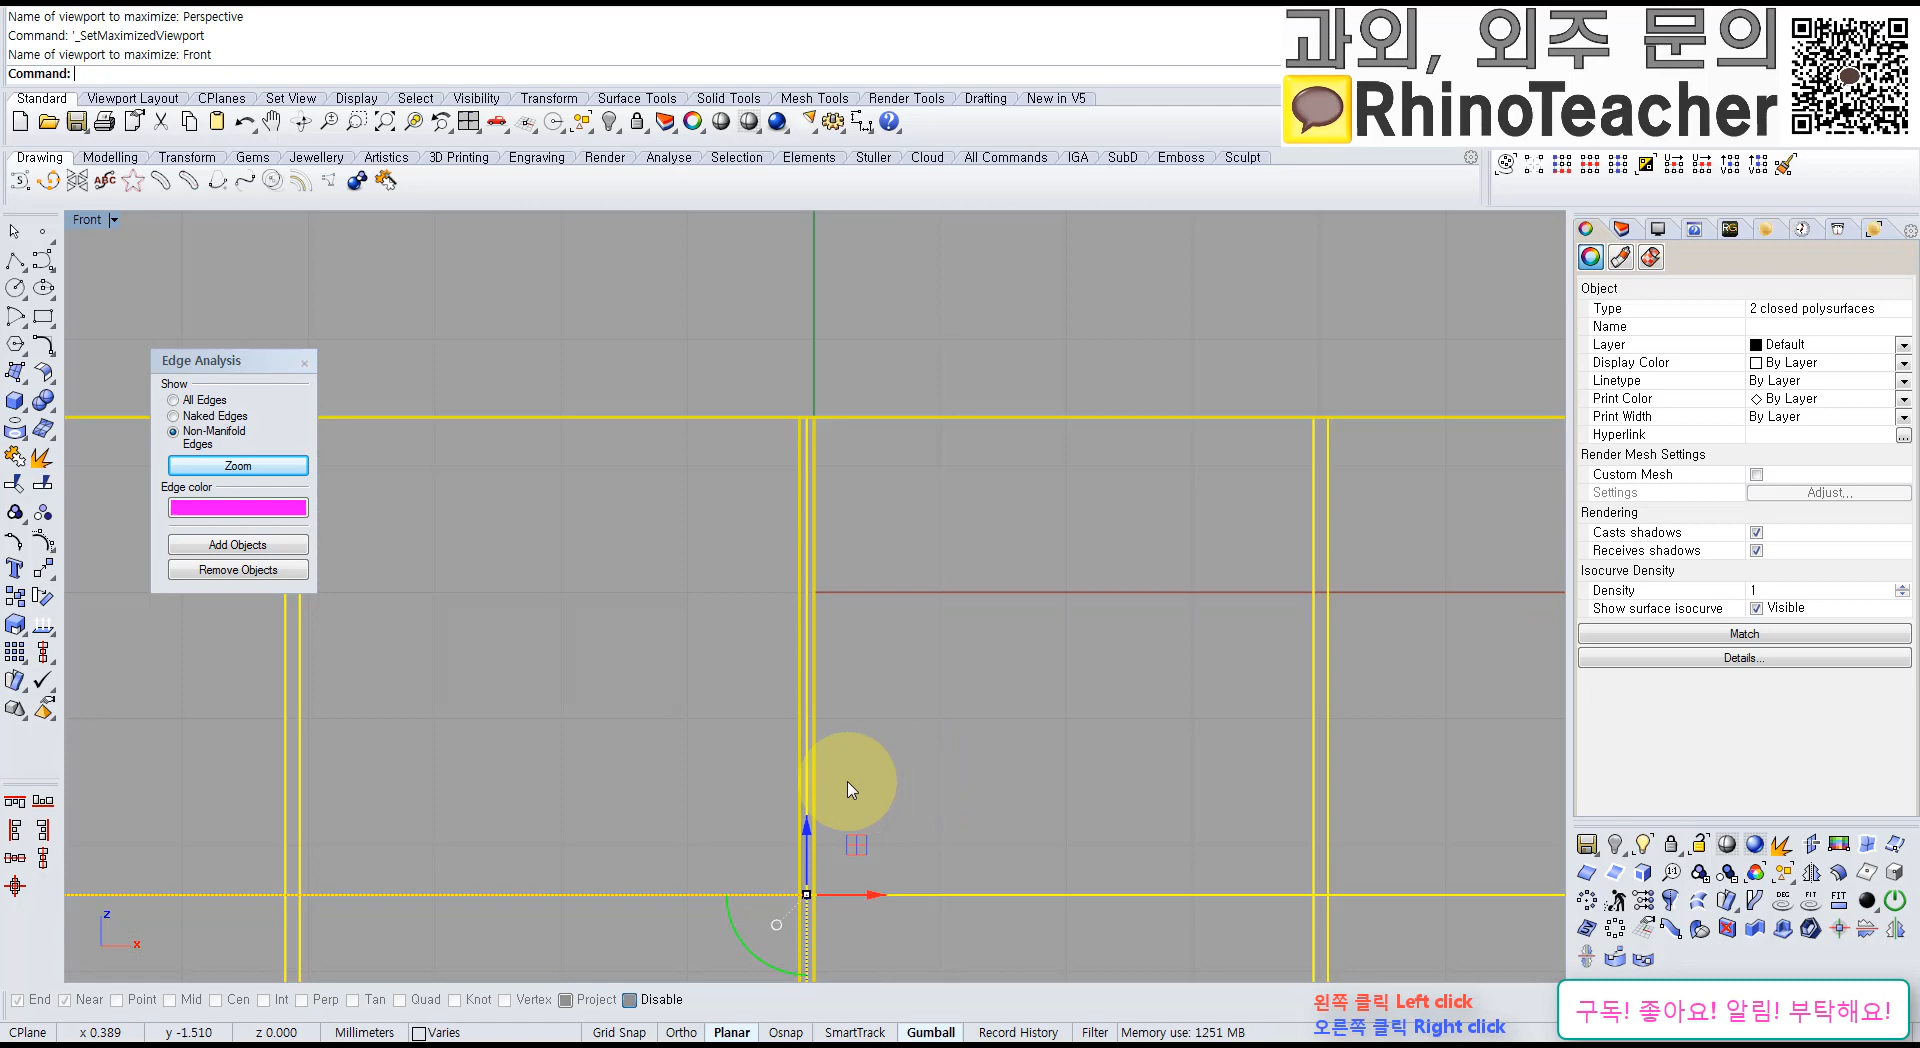 Name of viewport to maximize: Perspective
Command: '_SetMaximizedViewport
Name of viewport to maximize: Front
Command:
과외, 외주 문의
RhinoTeacher
Standard Viewport Layout CPlanes Set View Display Select Visibility Transform Surface Tools Solid Tools Mesh Tools Render Tools Drafting New in V5
Drawing Modelling Transform Gems Jewellery Artistics 3D Printing Engraving Render Analyse Selection Elements Stuller Cloud All Commands IGA SubD Emboss Sculpt
ABC
Front
RG
Edge Analysis
Show
All Edges
Naked Edges
Non-Manifold
Edges
Zoom
Edge color
Add Objects
Remove Objects
Object
Type 2 closed polysurfaces
Name
Layer Default
Display Color By Layer
Linetype By Layer
Print Color By Layer
Print Width By Layer
Hyperlink ...
Render Mesh Settings
Custom Mesh
Settings Adjust...
Rendering
Casts shadows
Receives shadows
Isocurve Density
Density 1
Show surface isocurve Visible
Match
Details...
DEG FIT FIT
z
x
End Near Point Mid Cen Int Perp Tan Quad Knot Vertex Project Disable
왼쪽 클릭 Left click
오른쪽 클릭 Right click
구독! 좋아요! 알림! 부탁해요!
CPlane x 0.389 y -1.510 z 0.000 Millimeters Varies Grid Snap Ortho Planar Osnap SmartTrack Gumball Record History Filter Memory use: 1251 MB